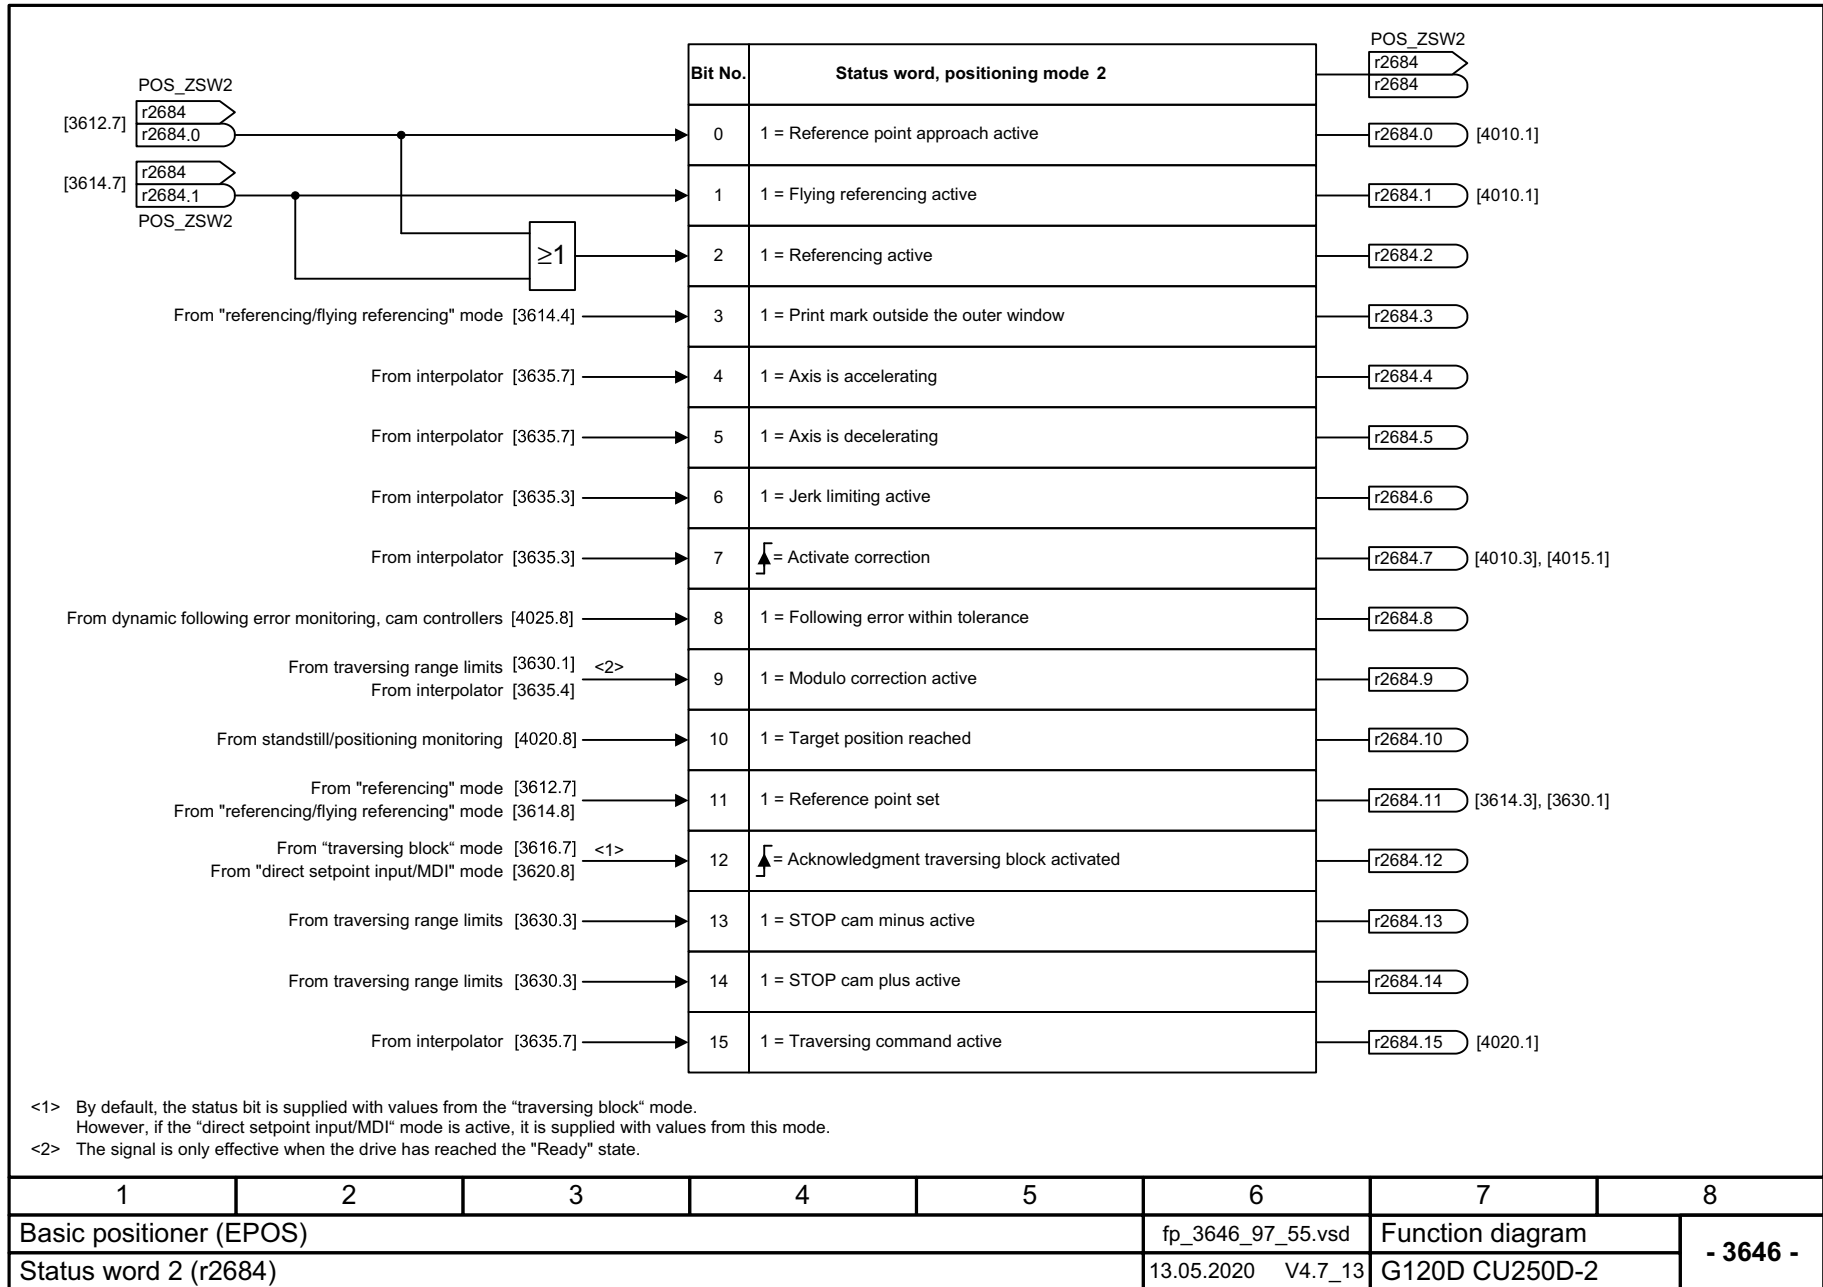 POS_ZSW2
[3612.7] r2684
r2684.0
[3614.7] r2684
r2684.1
POS_ZSW2
≥1
Bit No. Status word, positioning mode 2
POS_ZSW2
r2684
r2684
0 1 = Reference point approach active r2684.0 [4010.1]
1 1 = Flying referencing active r2684.1 [4010.1]
2 1 = Referencing active r2684.2
From "referencing/flying referencing" mode [3614.4] 3 1 = Print mark outside the outer window r2684.3
From interpolator [3635.7] 4 1 = Axis is accelerating r2684.4
From interpolator [3635.7] 5 1 = Axis is decelerating r2684.5
From interpolator [3635.3] 6 1 = Jerk limiting active r2684.6
From interpolator [3635.3] 7 = Activate correction r2684.7 [4010.3], [4015.1]
From dynamic following error monitoring, cam controllers [4025.8] 8 1 = Following error within tolerance r2684.8
From traversing range limits [3630.1] <2>
From interpolator [3635.4]
9 1 = Modulo correction active r2684.9
From standstill/positioning monitoring [4020.8] 10 1 = Target position reached r2684.10
From "referencing" mode [3612.7]
From "referencing/flying referencing" mode [3614.8]
11 1 = Reference point set r2684.11 [3614.3], [3630.1]
From “traversing block“ mode [3616.7] <1>
From "direct setpoint input/MDI" mode [3620.8]
12 = Acknowledgment traversing block activated r2684.12
From traversing range limits [3630.3] 13 1 = STOP cam minus active r2684.13
From traversing range limits [3630.3] 14 1 = STOP cam plus active r2684.14
From interpolator [3635.7] 15 1 = Traversing command active r2684.15 [4020.1]
<1> By default, the status bit is supplied with values from the “traversing block“ mode.
However, if the “direct setpoint input/MDI“ mode is active, it is supplied with values from this mode.
<2> The signal is only effective when the drive has reached the "Ready" state.
1 2 3 4 5 6 7 8
Basic positioner (EPOS) fp_3646_97_55.vsd Function diagram
- 3646 -
Status word 2 (r2684) 13.05.2020 V4.7_13 G120D CU250D-2